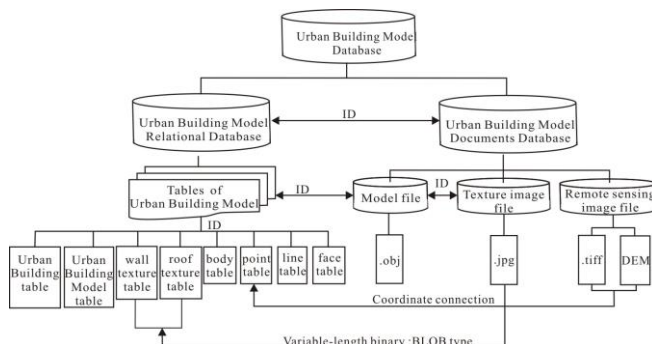 Urban Building Model
Database
Urban Building Model
Relational Database
ID
Urban Building Model
Documents Database
Tables of
Urban Building Model
ID
Model file
ID
Texture image
file
Remote sensing
image file
ID
Urban
Building
table
Urban
Building
Model table
wall
texture
table
roof
texture
table
body
table
point
table
line
table
face
table
.obj
.jpg
.tiff
DEM
Coordinate connection
Variable-length binary :BLOB type